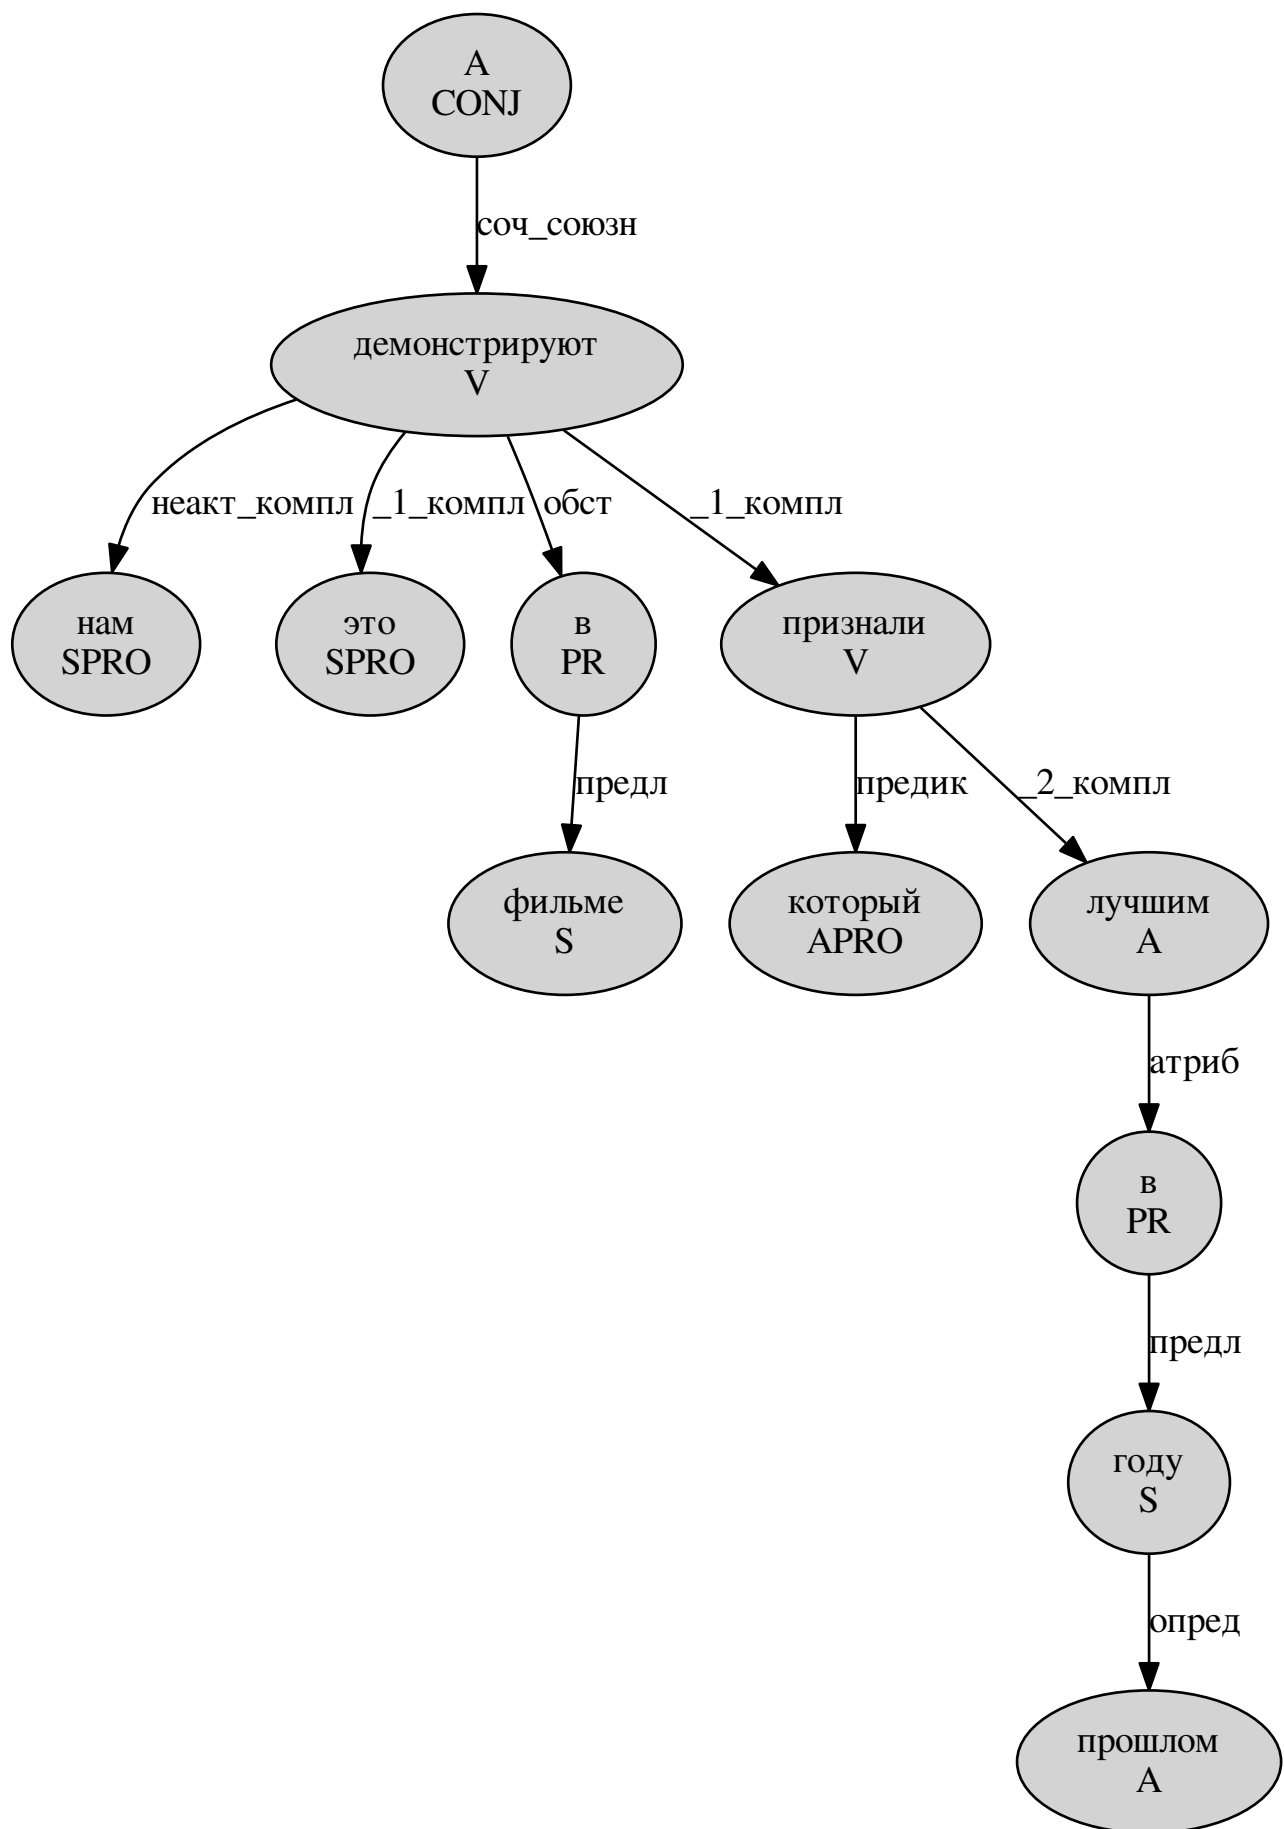 А
CONJ
соч_союзн
демонстрируют
V
неакт_компл
_1_компл
обст
_1_компл
нам
SPRO
это
SPRO
в
PR
признали
V
предл
предик
_2_компл
фильме
S
который
APRO
лучшим
A
атриб
в
PR
предл
году
S
опред
прошлом
A